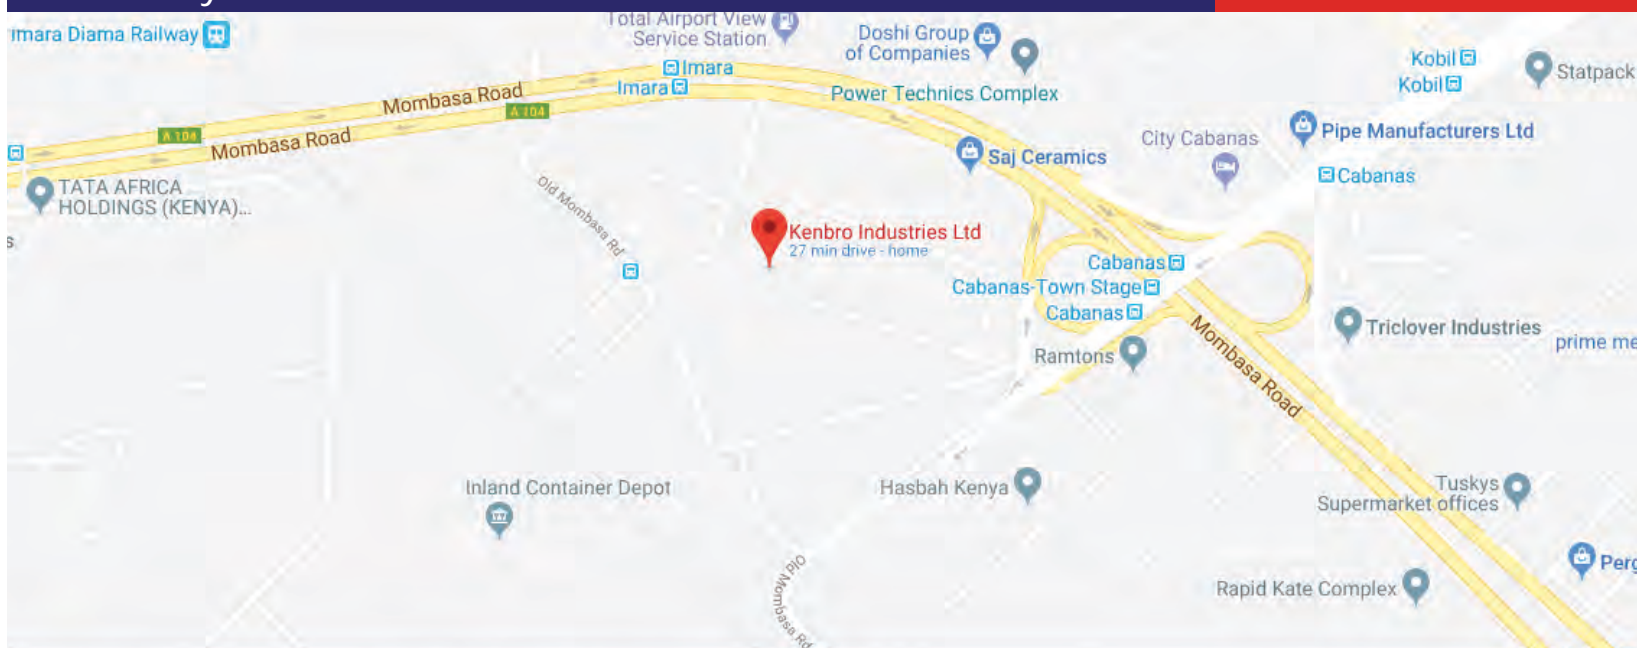 Imara Diama Railway
Total Airport View
Service Station
Doshi Group
of Companies
Kobil
Kobil
Statpack
Imara
Imara
Mombasa Road
A 104
Power Technics Complex
A 104
Mombasa Road
City Cabanas
Pipe Manufacturers Ltd
Saj Ceramics
Cabanas
TATA AFRICA
HOLDINGS (KENYA)...
Old Mombasa Rd
Kenbro Industries Ltd
27 min drive - home
s
Cabanas
Cabanas-Town Stage
Cabanas
Mombasa Road
Triclover Industries
prime me
Ramtons
Inland Container Depot
Hasbah Kenya
Tuskys
Supermarket offices
Old Mombasa Rd
Perg
Rapid Kate Complex